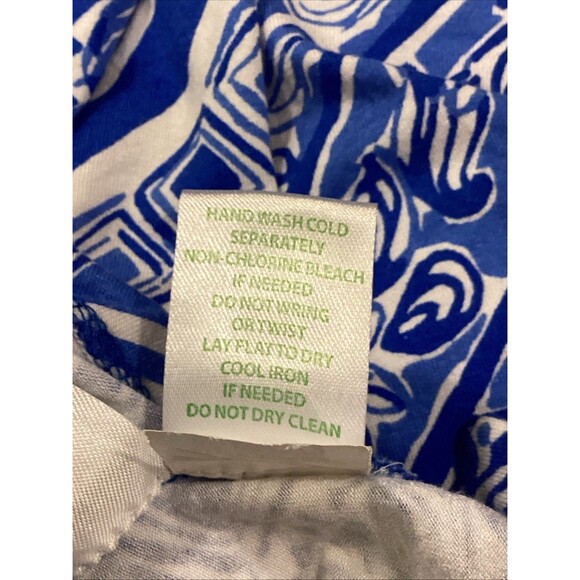 HAND WASH COLD
SEPARATELY
NON-CHLORINE BLEACH
IF NEEDED
DO NOT WRING
OR TWIST
LAY FLAT TO DRY
COOL IRON
IF NEEDED
DO NOT DRY CLEAN